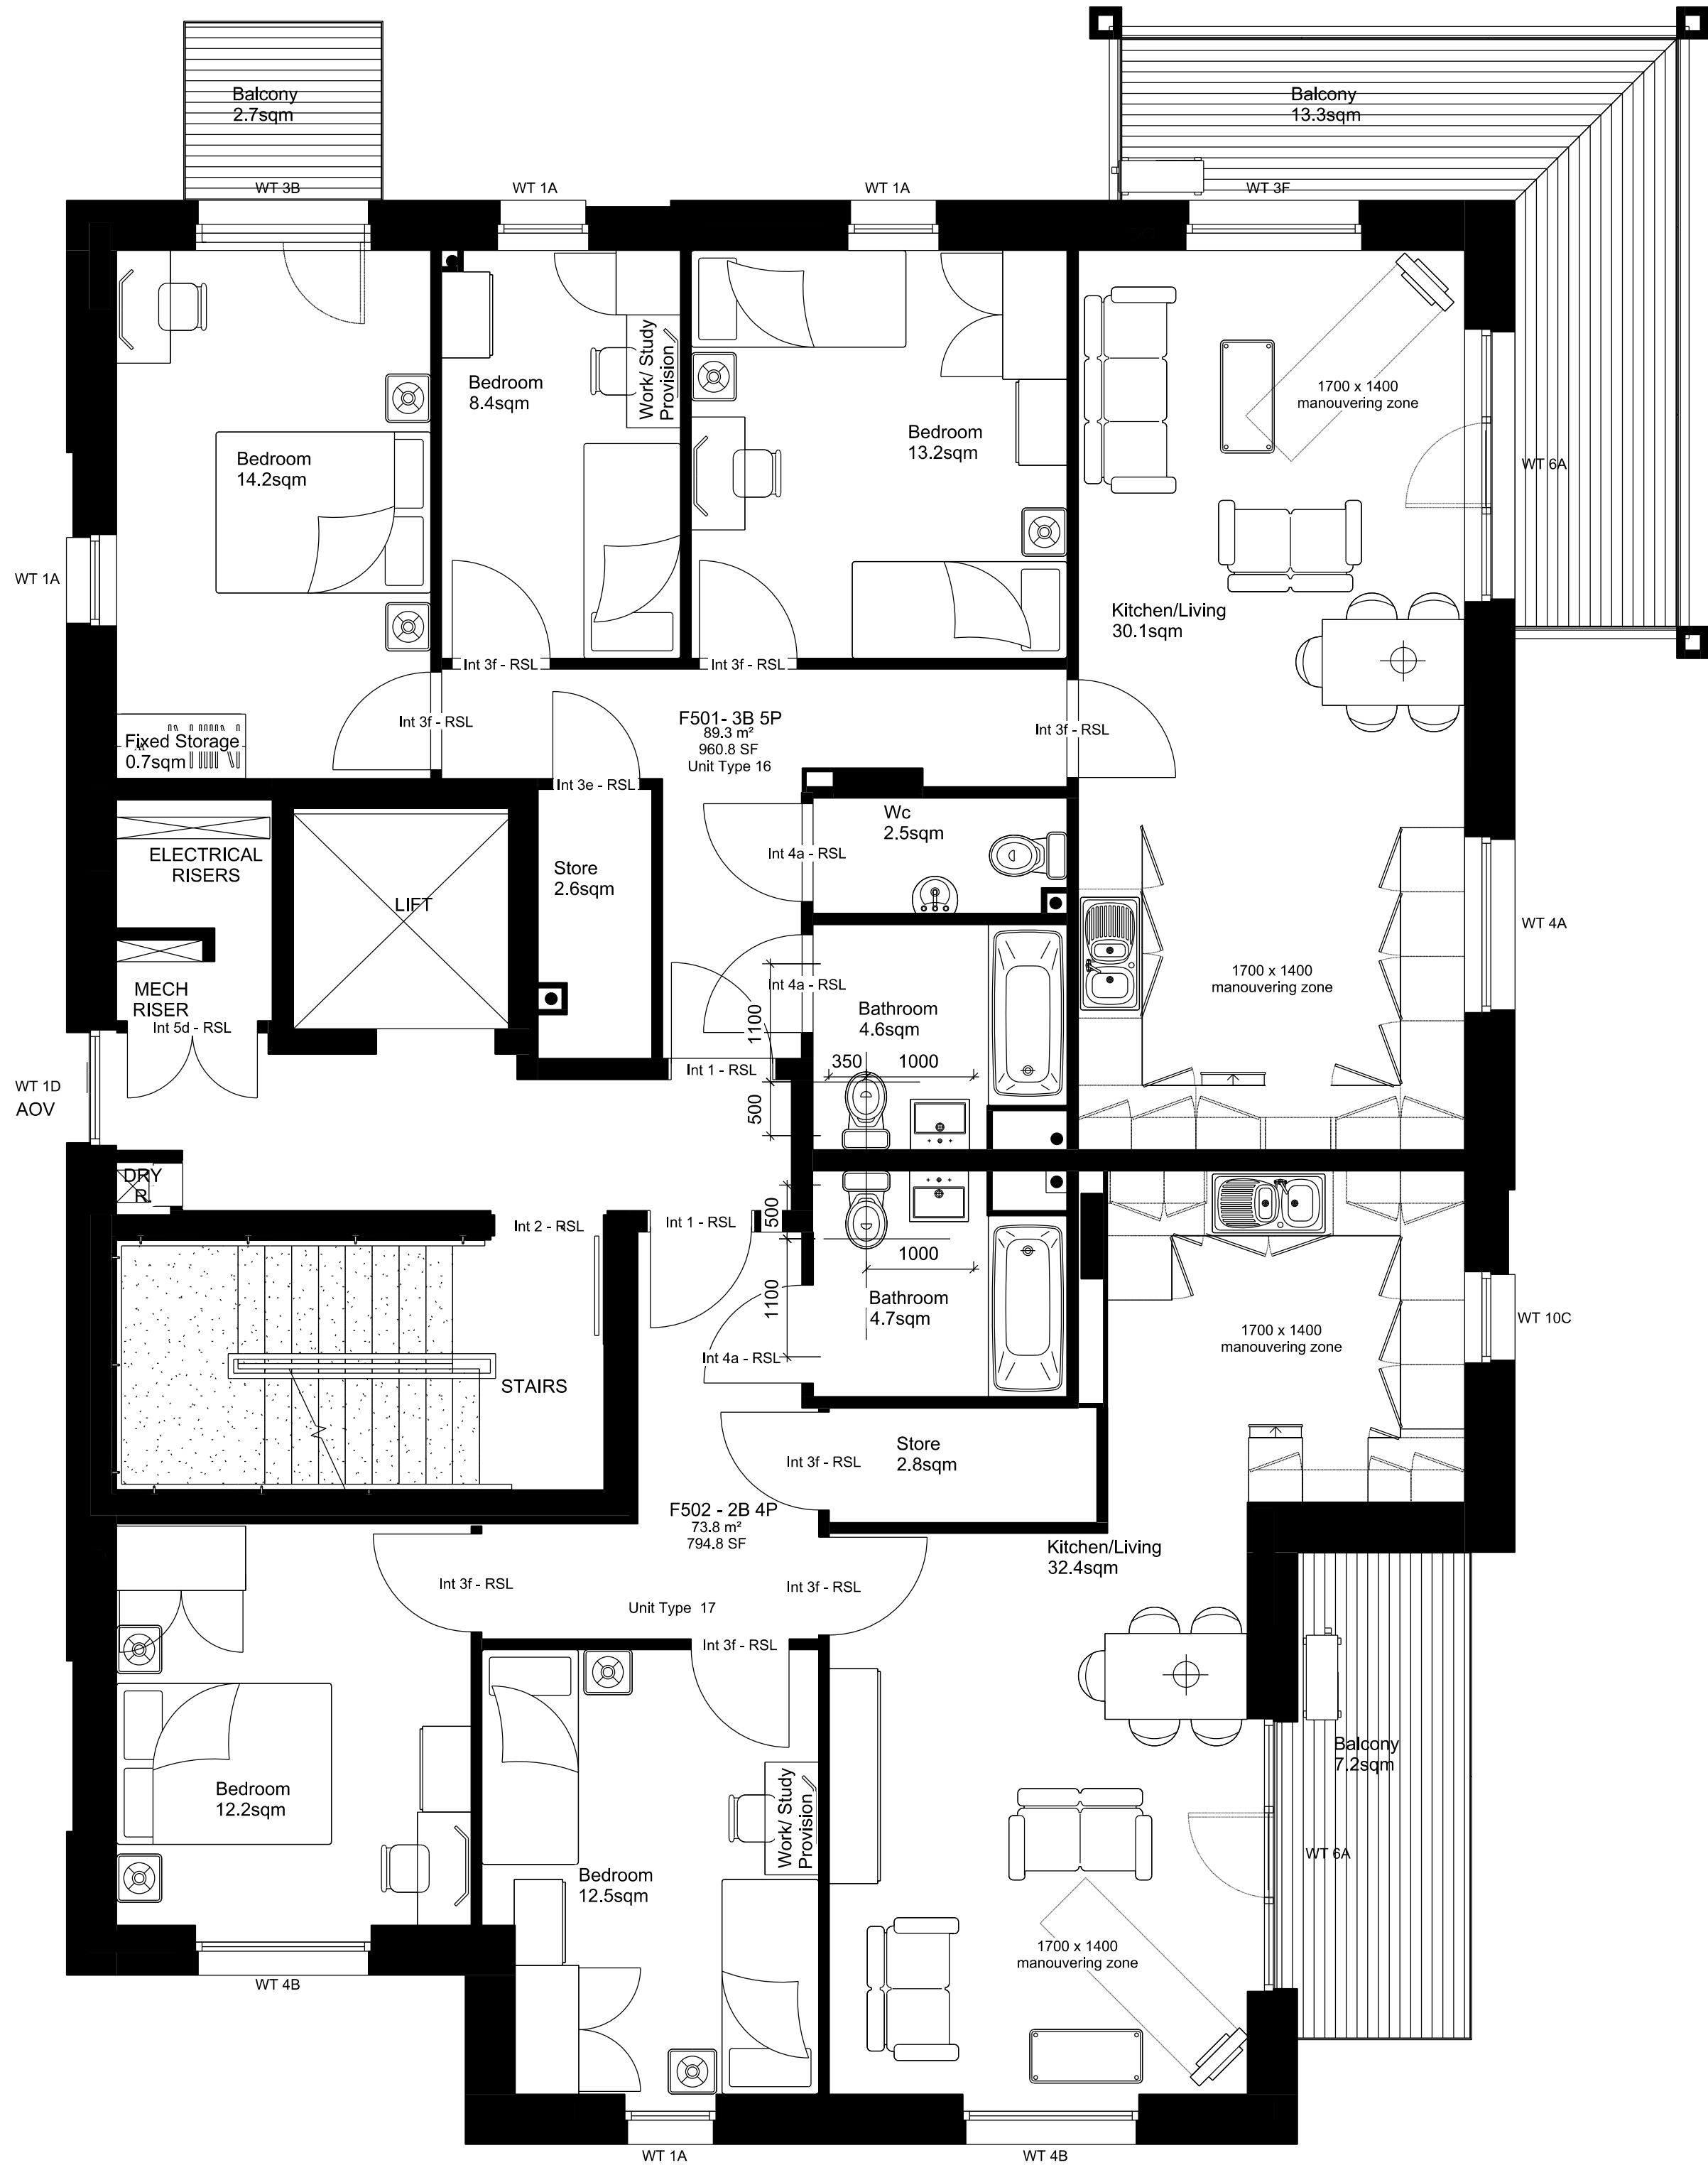 Balcony
2.7sqm
Balcony
13.3sqm
WT 3B
WT 1A
WT 1A
WT 3F
Work/ Study
Provision
Bedroom
8.4sqm
1700 x 1400
manouvering zone
Bedroom
13.2sqm
Bedroom
14.2sqm
WT 6A
WT 1A
Kitchen/Living
30.1sqm
Int 3f - RSL
Int 3f - RSL
Int 3f - RSL
F501- 3B 5P
89.3 m²
960.8 SF
Unit Type 16
Int 3f - RSL
Fixed Storage
0.7sqm
Int 3e - RSL
Wc
2.5sqm
Int 4a - RSL
ELECTRICAL
RISERS
Store
2.6sqm
LIFT
WT 4A
1700 x 1400
manouvering zone
MECH
RISER
Int 5d - RSL
Int 4a - RSL
Bathroom
4.6sqm
1100
350
1000
Int 1 - RSL
WT 1D
AOV
500
DRY
R.
Int 2 - RSL
Int 1 - RSL
500
1000
1100
Bathroom
4.7sqm
WT 10C
1700 x 1400
manouvering zone
Int 4a - RSL
STAIRS
Store
2.8sqm
Int 3f - RSL
F502 - 2B 4P
73.8 m²
794.8 SF
Kitchen/Living
32.4sqm
Int 3f - RSL
Int 3f - RSL
Unit Type 17
Int 3f - RSL
Balcony
7.2sqm
Bedroom
12.2sqm
Work/ Study
Provision
WT 6A
Bedroom
12.5sqm
1700 x 1400
manouvering zone
WT 4B
WT 1A
WT 4B